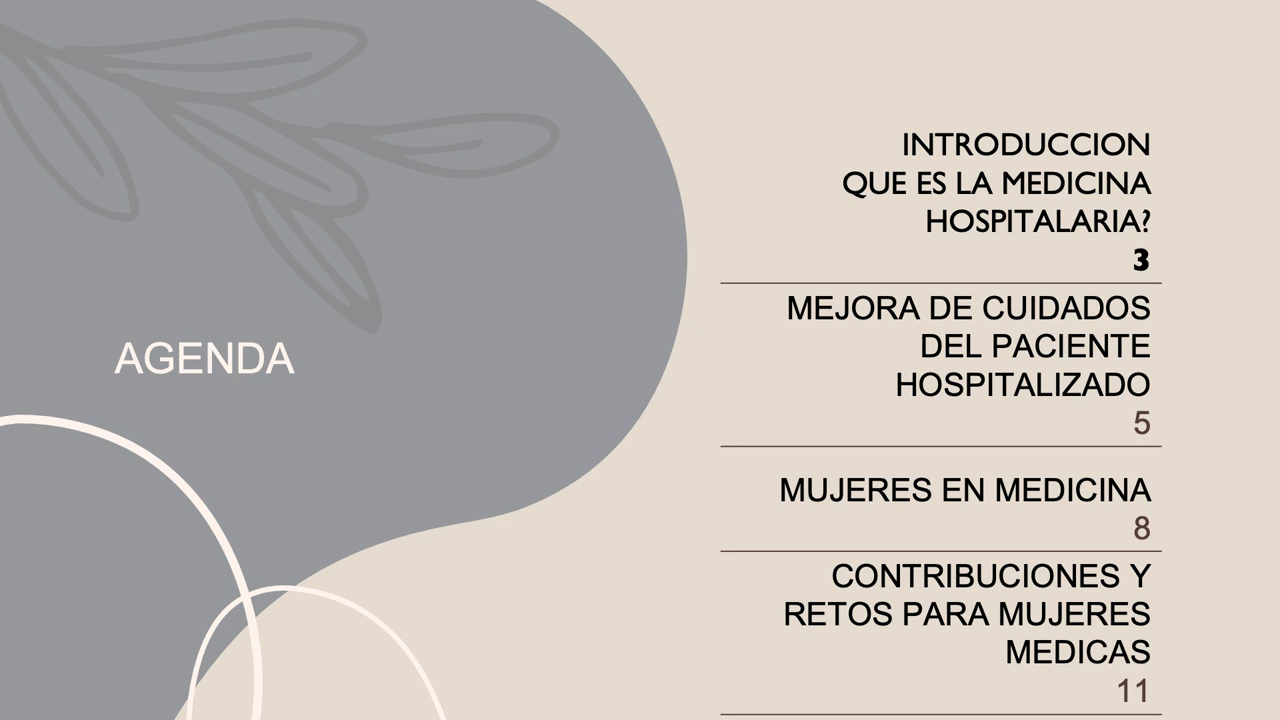 AGENDA
INTRODUCCION
QUE ES LA MEDICINA
HOSPITALARIA?
3
MEJORA DE CUIDADOS
DEL PACIENTE
HOSPITALIZADO
5
MUJERES EN MEDICINA
8
CONTRIBUCIONES Y
RETOS PARA MUJERES
MEDICAS
11